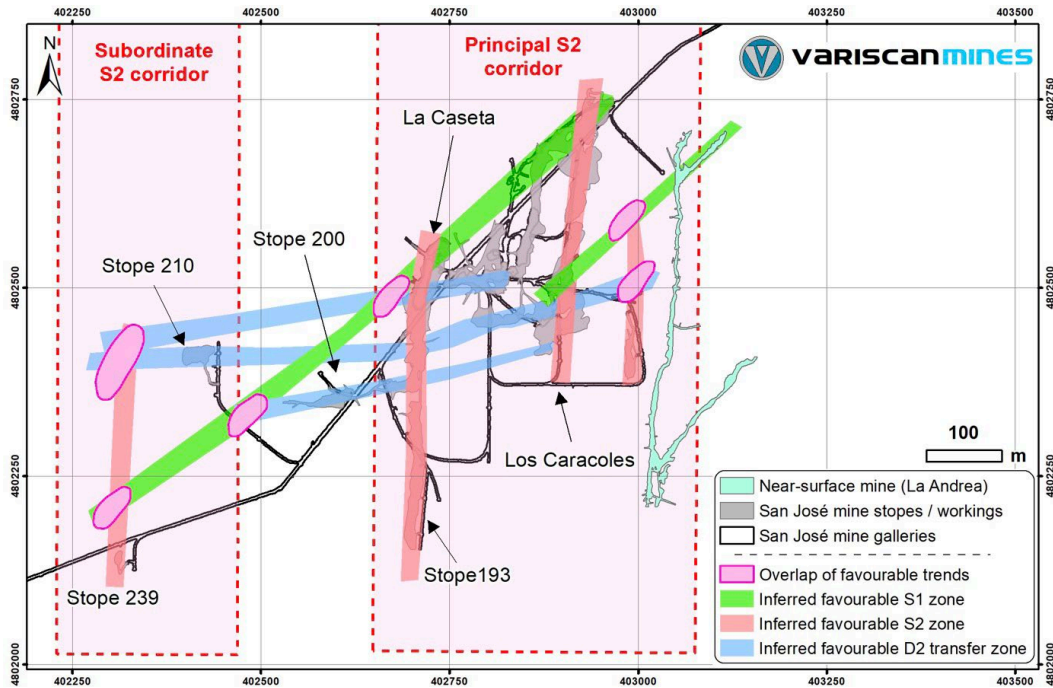 402250 402500 402750 403000 403250 403500
N
Subordinate
S2 corridor
Principal S2
corridor
VARISCANMINES
4802750 4802750
La Caseta
Stope 200
Stope 210
4802500 4802500
Los Caracoles
100
m
4802250 4802250
Stope193
Stope 239
Near-surface mine (La Andrea)
San José mine stopes / workings
San José mine galleries
Overlap of favourable trends
Inferred favourable S1 zone
Inferred favourable S2 zone
Inferred favourable D2 transfer zone
4802000 4802000
402250 402500 402750 403000 403250 403500